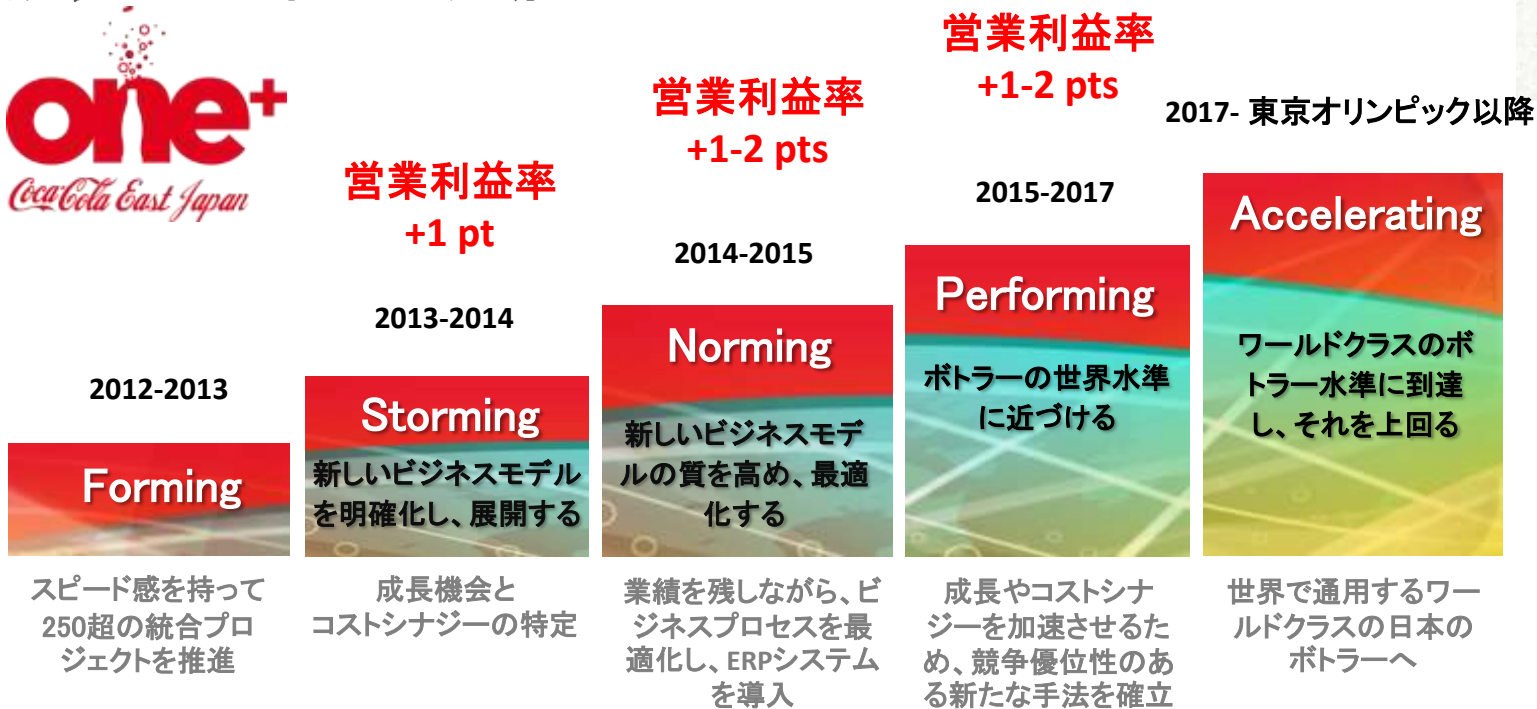 one+
Coca-Cola East Japan
2012-2013
Forming
スピード感を持って
250超の統合プロ
ジェクトを推進
営業利益率
+1 pt
2013-2014
Storming
新しいビジネスモデル
を明確化し、展開する
成長機会と
コストシナジーの特定
営業利益率
+1-2 pts
2014-2015
Norming
新しいビジネスモデ
ルの質を高め、最適
化する
業績を残しながら、ビ
ジネスプロセスを最
適化し、ERPシステム
を導入
営業利益率
+1-2 pts
2015-2017
Performing
ボトラーの世界水準
に近づける
成長やコストシナ
ジーを加速させるた
め、競争優位性のあ
る新たな手法を確立
2017- 東京オリンピック以降
Accelerating
ワールドクラスのボ
トラー水準に到達
し、それを上回る
世界で通用するワー
ルドクラスの日本の
ボトラーへ